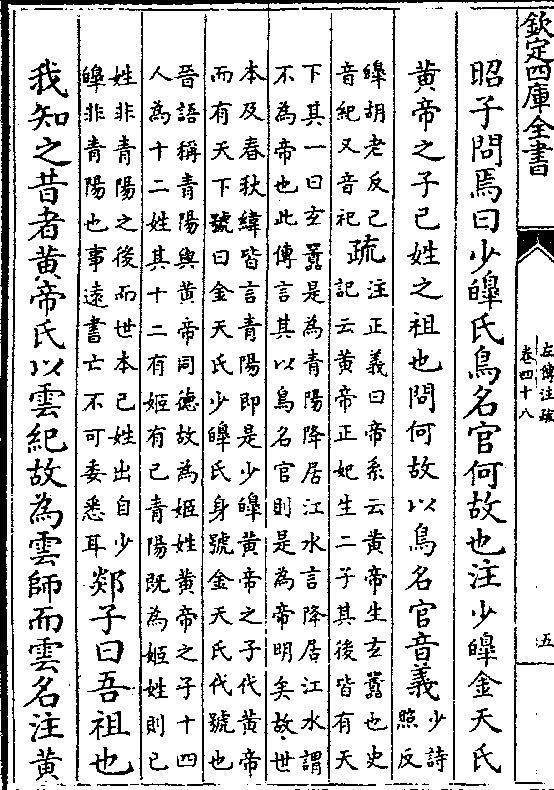 欽定四庫全書
左傳注疏
卷四十八
五
昭子問焉曰少皞氏鳥名官何故也注少皞金天氏
黄帝之子己姓之祖也問何故以鳥名官音義少詩
照反
皞胡老反己
音紀又音祀疏注正義曰帝系云黄帝生玄囂也史
記云黄帝正妃生二子其後皆有天
下其一曰玄囂是為青陽降居江水言降居江水謂
不為帝也此傳言其以鳥名官則是為帝明矣故世
本及春秋緯皆言青陽即是少皞黄帝之子代黄帝
而有天下號曰金天氏少皞氏身號金天氏代號也
晉語稱青陽與黄帝同德故為姬姓黄帝之子十四
人為十二姓其十二有姬有己青陽既為姬姓則己
姓非青陽之後而世本己姓出自少
皞非青陽也事遠書亡不可委悉耳郯子曰吾祖也
我知之昔者黄帝氏以雲紀故為雲師而雲名注黄